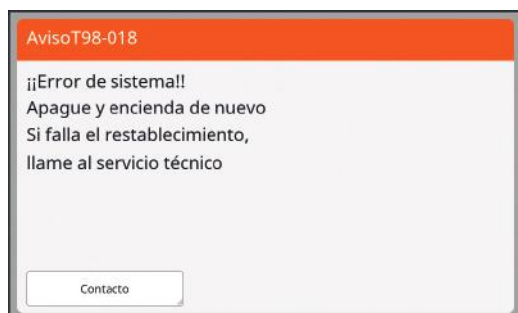 AvisoT98-018
¡¡Error de sistema!!
Apague y encienda de nuevo
Si falla el restablecimiento,
llame al servicio técnico
Contacto